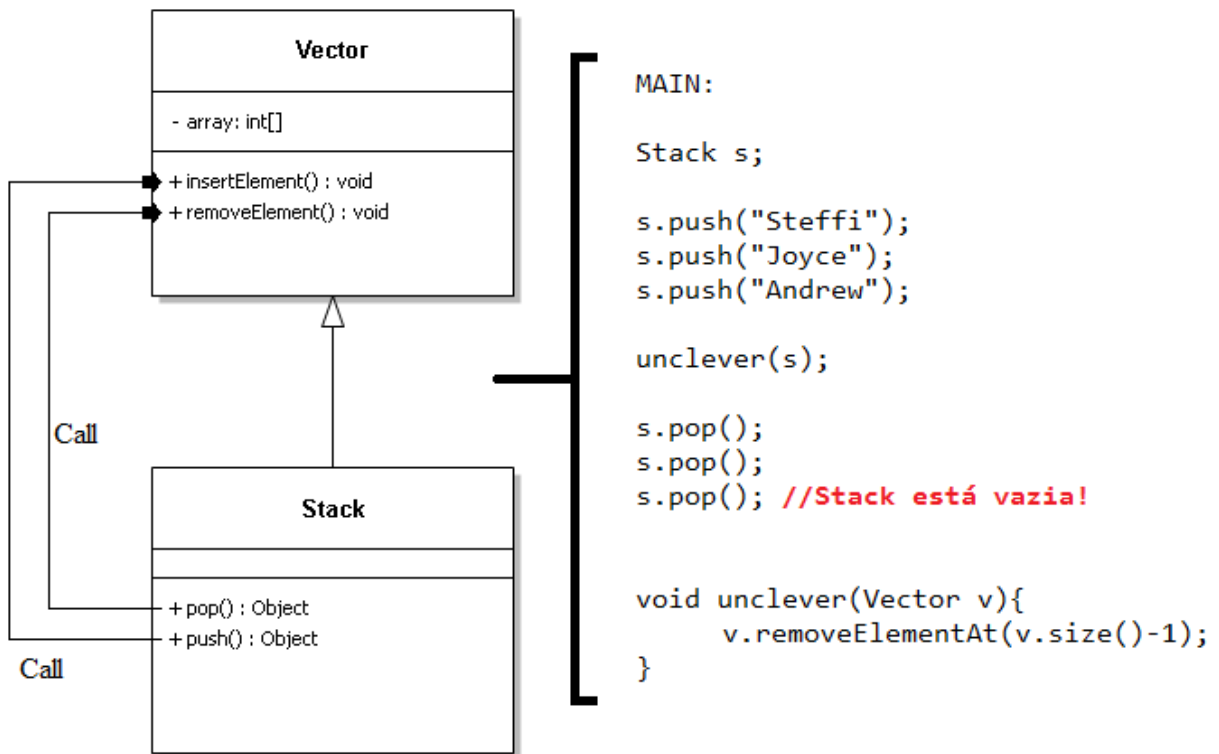 Vector
- array: int[]
+ insertElement() : void
+ removeElement() : void
Call
Stack
+ pop() : Object
+ push() : Object
Call
MAIN:
Stack s;
s.push("Steffi");
s.push("Joyce");
s.push("Andrew");
unclever(s);
s.pop();
s.pop();
s.pop(); //Stack está vazia!
void unclever(Vector v){
v.removeElementAt(v.size()-1);
}